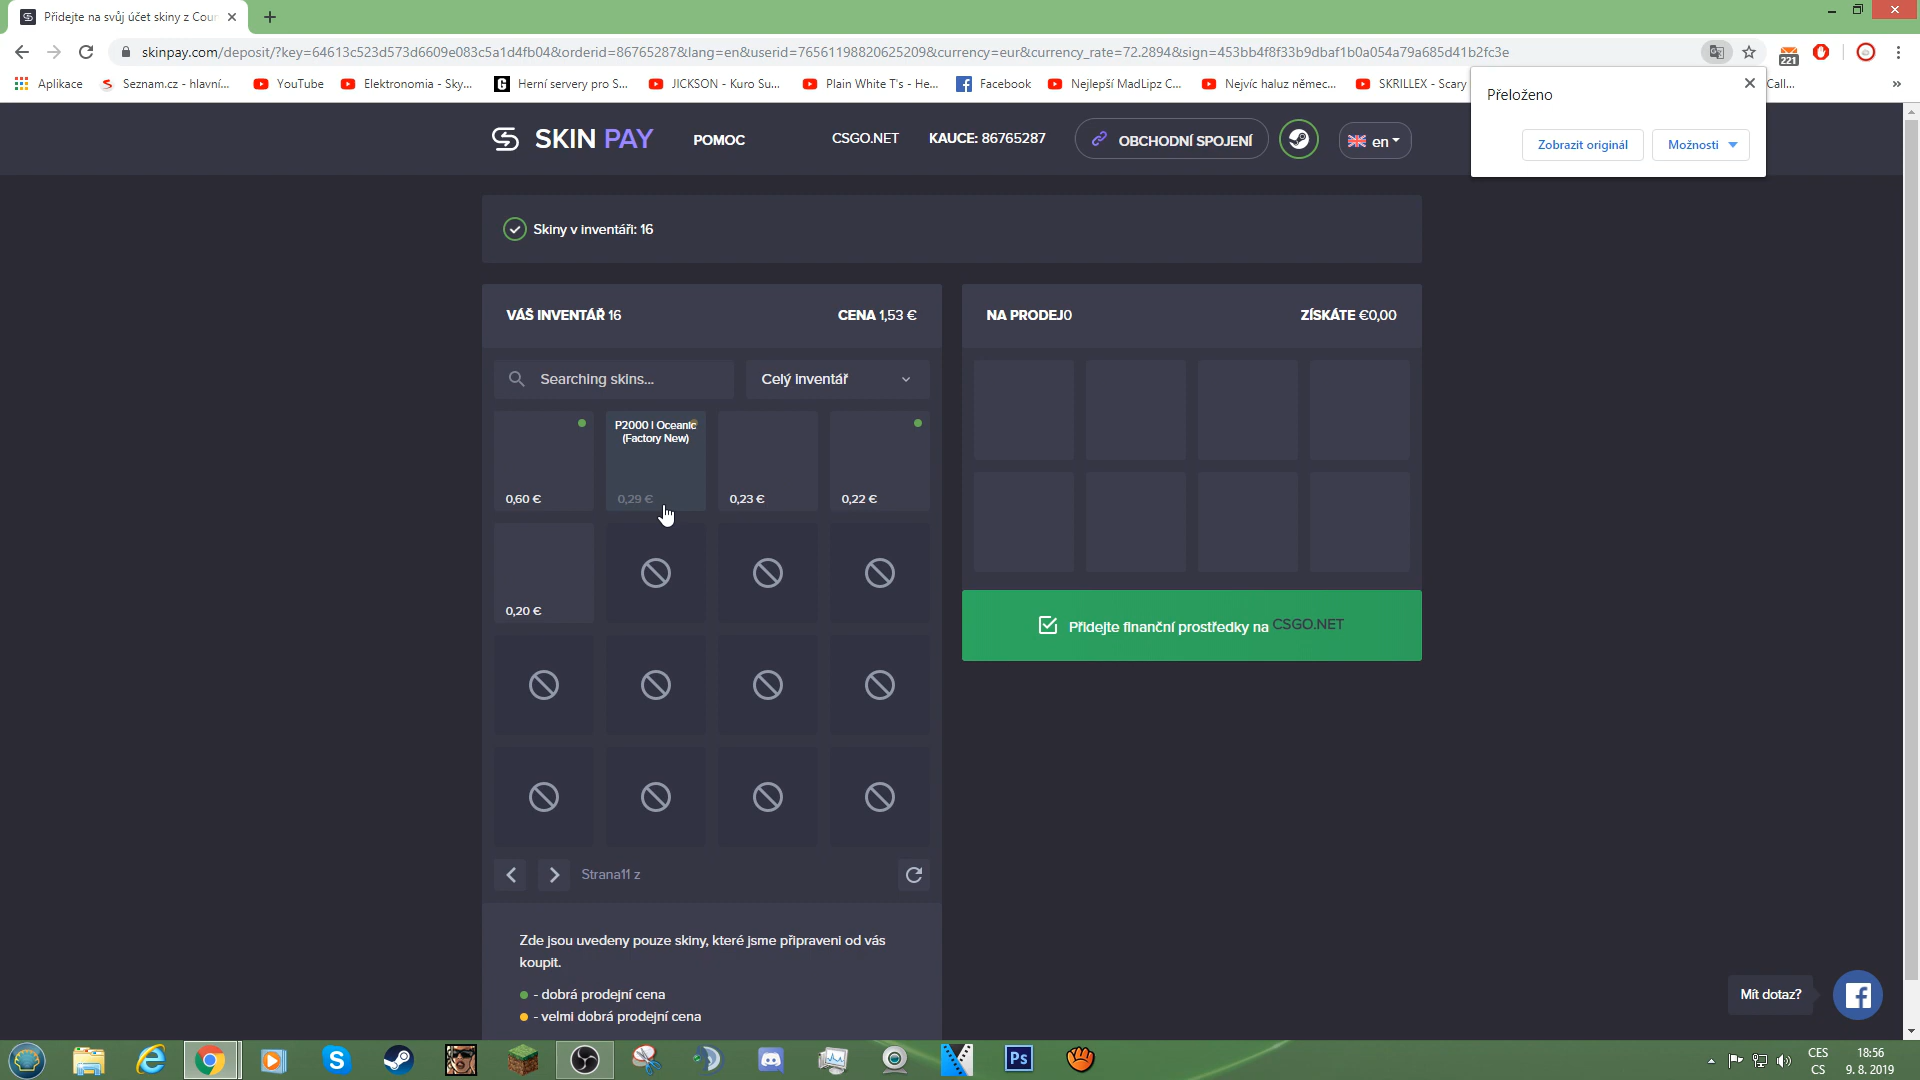 Přidejte na svůj účet skiny z Cour
skinpay.com/deposit/?key=64613c523d573d6609e083c5a1d4fb04&orderid=86765287&lang=en&userid=76561198820625209&currency=eur&currency_rate=72.2894&sign=453bb4f8f33b9dbaf1b0a054a79a685d41b2fc3e
221
Aplikace
Seznam.cz - hlavní...
YouTube
Elektronomia - Sky...
Herní servery pro S...
JICKSON - Kuro Su...
Plain White T's - He...
Facebook
Nejlepší MadLipz C...
Nejvíc haluz němec...
SKRILLEX - Scary
Call...
»
Přeloženo
Zobrazit originál
Možnosti
SKIN PAY
POMOC
CSGO.NET
KAUCE: 86765287
OBCHODNÍ SPOJENÍ
en
Skiny v inventáři: 16
VÁŠ INVENTÁŘ 16
CENA 1,53 €
NA PRODEJ0
ZÍSKÁTE €0,00
Searching skins...
Celý inventář
P2000 | Oceanic
(Factory New)
0,60 €
0,29 €
0,23 €
0,22 €
0,20 €
Přidejte finanční prostředky na CSGO.NET
Strana11 z
Zde jsou uvedeny pouze skiny, které jsme připraveni od vás
koupit.
- dobrá prodejní cena
- velmi dobrá prodejní cena
Mít dotaz?
Ps
CES
CS
18:56
9. 8. 2019